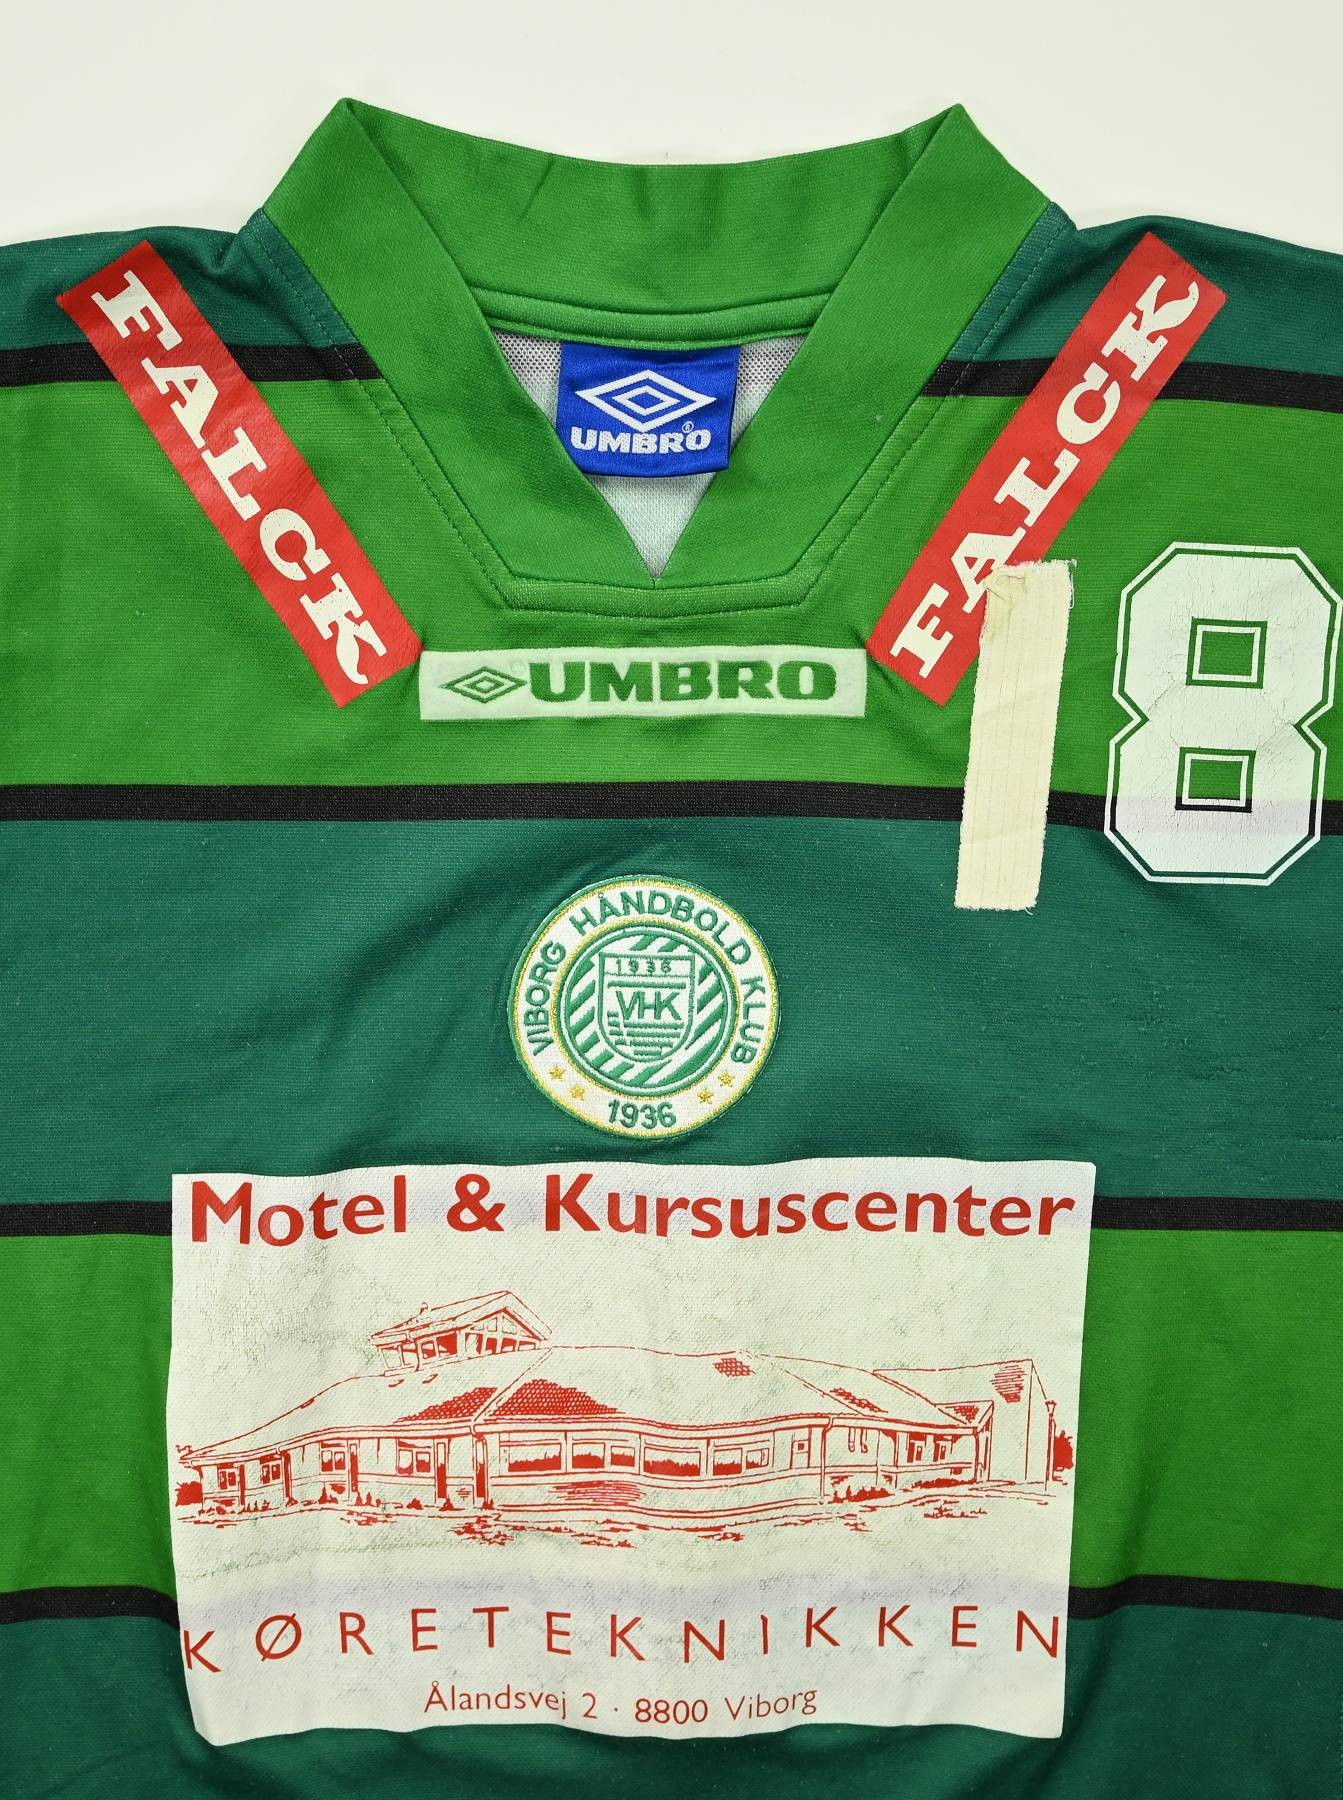 FALCK
FALCK
UMBRO®
UMBRO
18
VIBORG HÅNDBOLD KLUB
1936
VHK
1936
Motel & Kursuscenter
KØRETEKNIKKEN
Ålandsvej 2 · 8800 Viborg